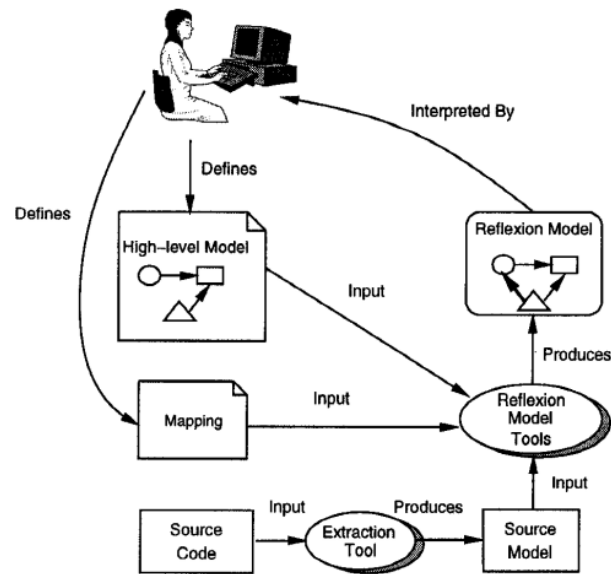 Interpreted By
Defines
Defines
High-level Model
Reflexion Model
Input
Produces
Mapping
Input
Reflexion
Model
Tools
Input
Source
Code
Input
Extraction
Tool
Produces
Source
Model